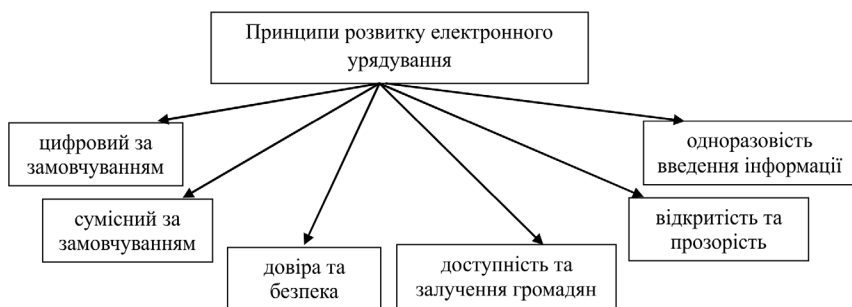 Принципи розвитку електронного
урядування
цифровий за
замовчуванням
одноразовість
введення інформації
сумісний за
замовчуванням
відкритість та
прозорість
довіра та
безпека
доступність та
залучення громадян